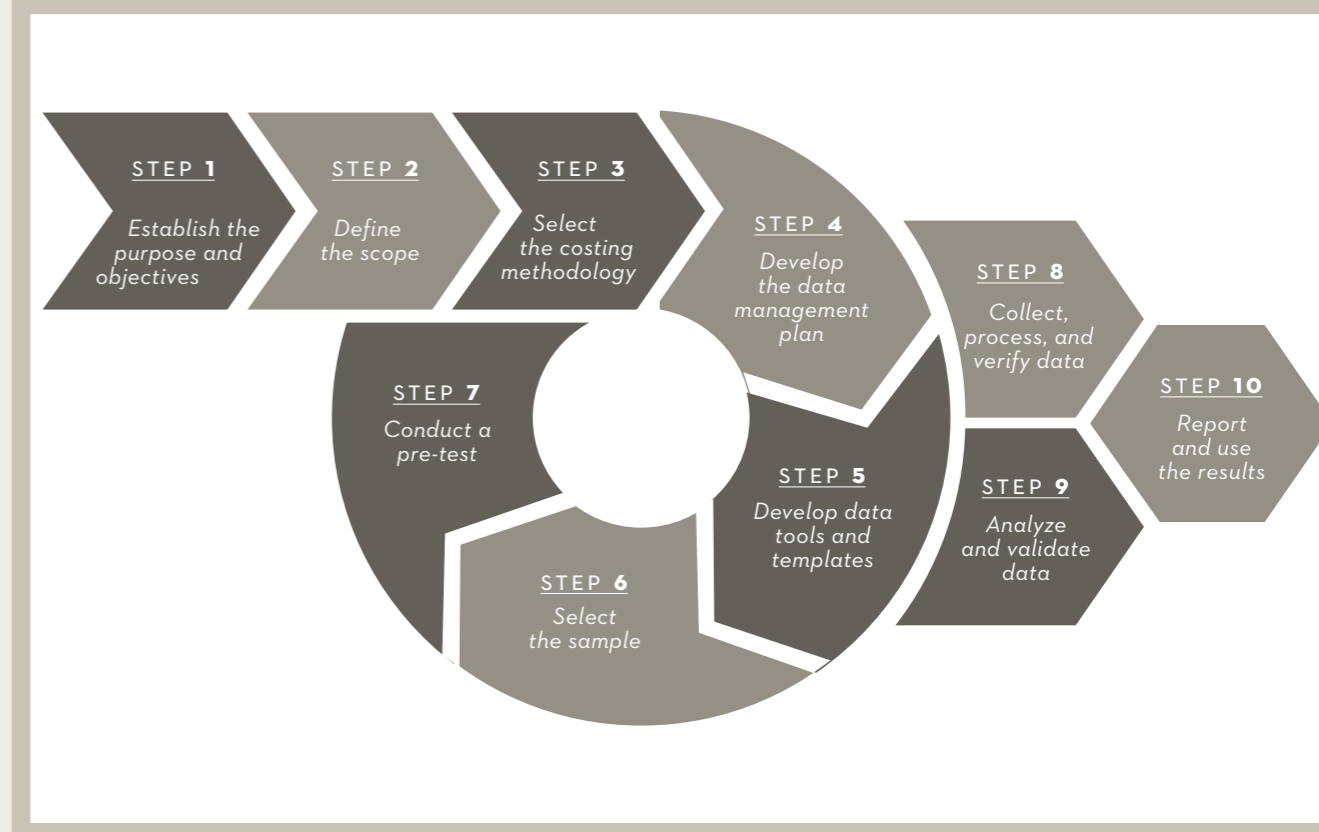 STEP 1
Establish the
purpose and
objectives
STEP 2
Define
the scope
STEP 3
Select
the costing
methodology
STEP 4
Develop
the data
management
plan
STEP 5
Develop data
tools and
templates
STEP 6
Select
the sample
STEP 7
Conduct a
pre-test
STEP 8
Collect,
process, and
verify data
STEP 9
Analyze
and validate
data
STEP 10
Report
and use
the results